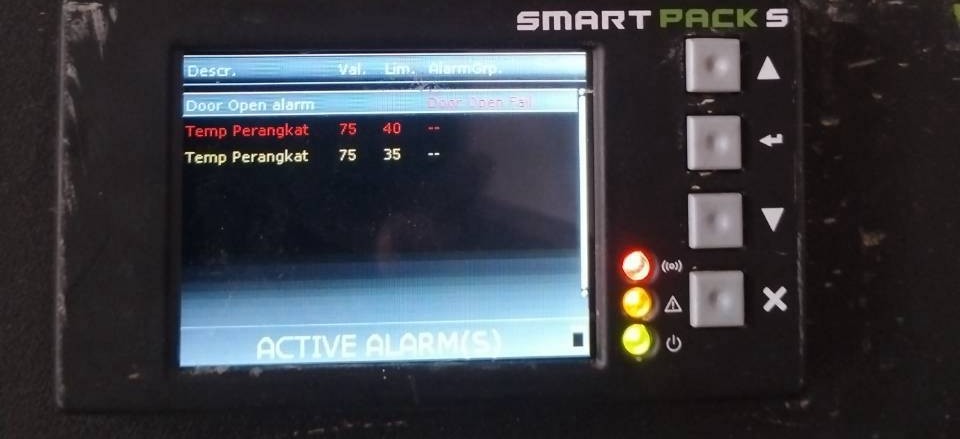 SMART PACK S
Descr. Val. Lim. AlarmGrp.
Door Open alarm Door Open Fail
Temp Perangkat 75 40 --
Temp Perangkat 75 35 --
ACTIVE ALARM(S)